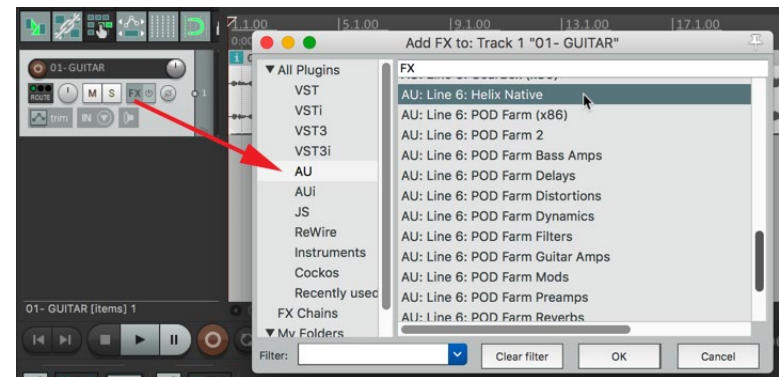 1.1.00 5.1.00 9.1.00 13.1.00 17.1.00
0:00
Add FX to: Track 1 "01- GUITAR"
01-GUITAR
ROUTE M S FX 1
trim IN
All Plugins
VST
VSTi
VST3
VST3i
AU
AUi
JS
ReWire
Instruments
Cockos
Recently used
FX Chains
My Folders
FX
AU: Line 6: Helix Native
AU: Line 6: POD Farm (x86)
AU: Line 6: POD Farm 2
AU: Line 6: POD Farm Bass Amps
AU: Line 6: POD Farm Delays
AU: Line 6: POD Farm Distortions
AU: Line 6: POD Farm Dynamics
AU: Line 6: POD Farm Filters
AU: Line 6: POD Farm Guitar Amps
AU: Line 6: POD Farm Mods
AU: Line 6: POD Farm Preamps
AU: Line 6: POD Farm Reverbs
01- GUITAR [items] 1
Filter: Clear filter OK Cancel